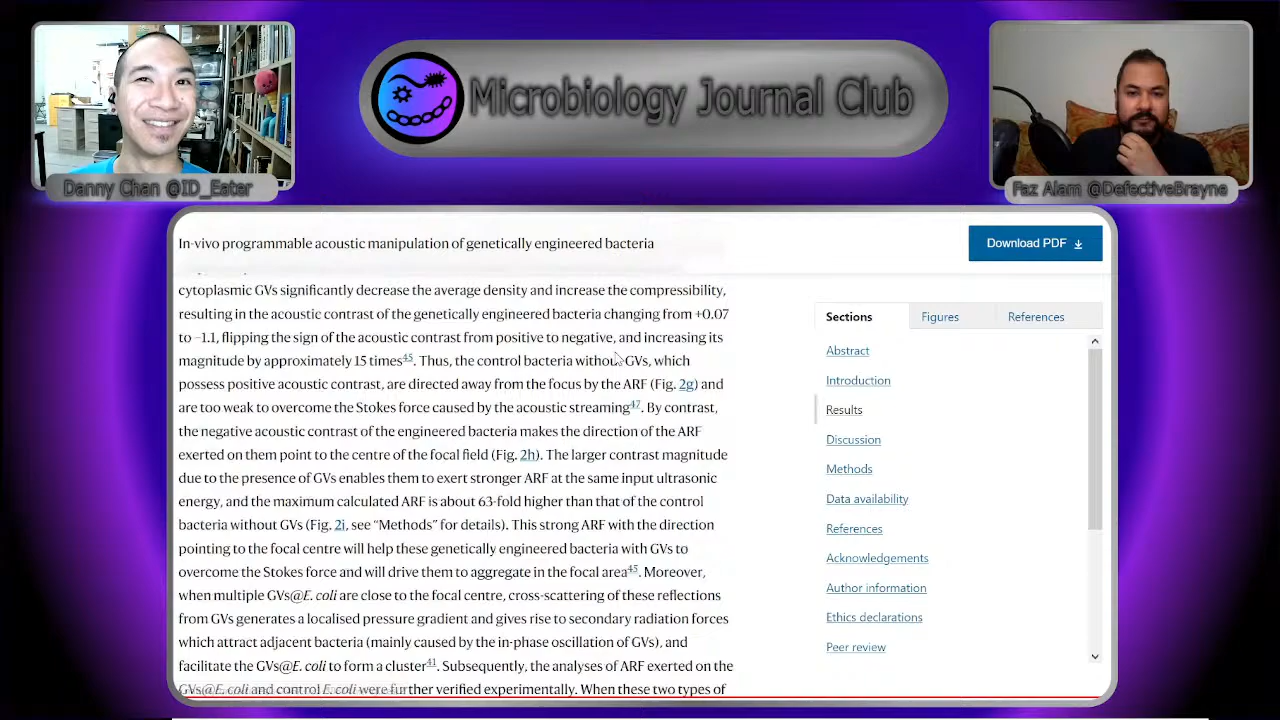 Microbiology Journal Club
Danny Chan @ID_Eater
Faz Alam @DefectiveBrayne
In-vivo programmable acoustic manipulation of genetically engineered bacteria
Download PDF
cytoplasmic GVs significantly decrease the average density and increase the compressibility,
resulting in the acoustic contrast of the genetically engineered bacteria changing from +0.07
to −1.1, flipping the sign of the acoustic contrast from positive to negative, and increasing its
magnitude by approximately 15 times45. Thus, the control bacteria without GVs, which
possess positive acoustic contrast, are directed away from the focus by the ARF (Fig. 2g) and
are too weak to overcome the Stokes force caused by the acoustic streaming47. By contrast,
the negative acoustic contrast of the engineered bacteria makes the direction of the ARF
exerted on them point to the centre of the focal field (Fig. 2h). The larger contrast magnitude
due to the presence of GVs enables them to exert stronger ARF at the same input ultrasonic
energy, and the maximum calculated ARF is about 63-fold higher than that of the control
bacteria without GVs (Fig. 2i, see “Methods” for details). This strong ARF with the direction
pointing to the focal centre will help these genetically engineered bacteria with GVs to
overcome the Stokes force and will drive them to aggregate in the focal area45. Moreover,
when multiple GVs@E. coli are close to the focal centre, cross-scattering of these reflections
from GVs generates a localised pressure gradient and gives rise to secondary radiation forces
which attract adjacent bacteria (mainly caused by the in-phase oscillation of GVs), and
facilitate the GVs@E. coli to form a cluster41. Subsequently, the analyses of ARF exerted on the
GVs@E. coli and control E. coli were further verified experimentally. When these two types of
Sections Figures References
Abstract
Introduction
Results
Discussion
Methods
Data availability
References
Acknowledgements
Author information
Ethics declarations
Peer review